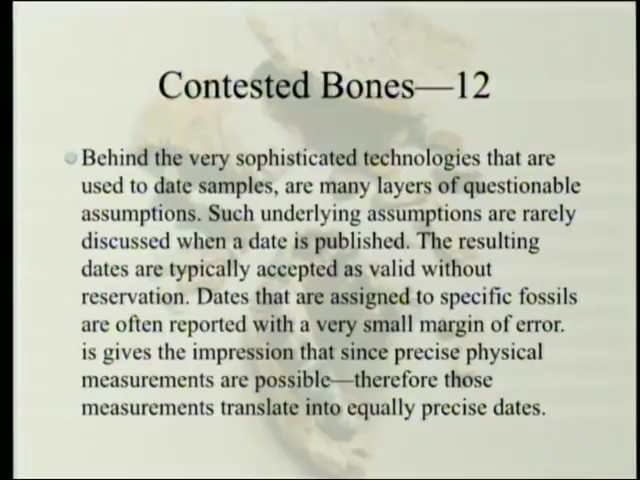 Contested Bones—12
Behind the very sophisticated technologies that are
used to date samples, are many layers of questionable
assumptions. Such underlying assumptions are rarely
discussed when a date is published. The resulting
dates are typically accepted as valid without
reservation. Dates that are assigned to specific fossils
are often reported with a very small margin of error.
is gives the impression that since precise physical
measurements are possible—therefore those
measurements translate into equally precise dates.